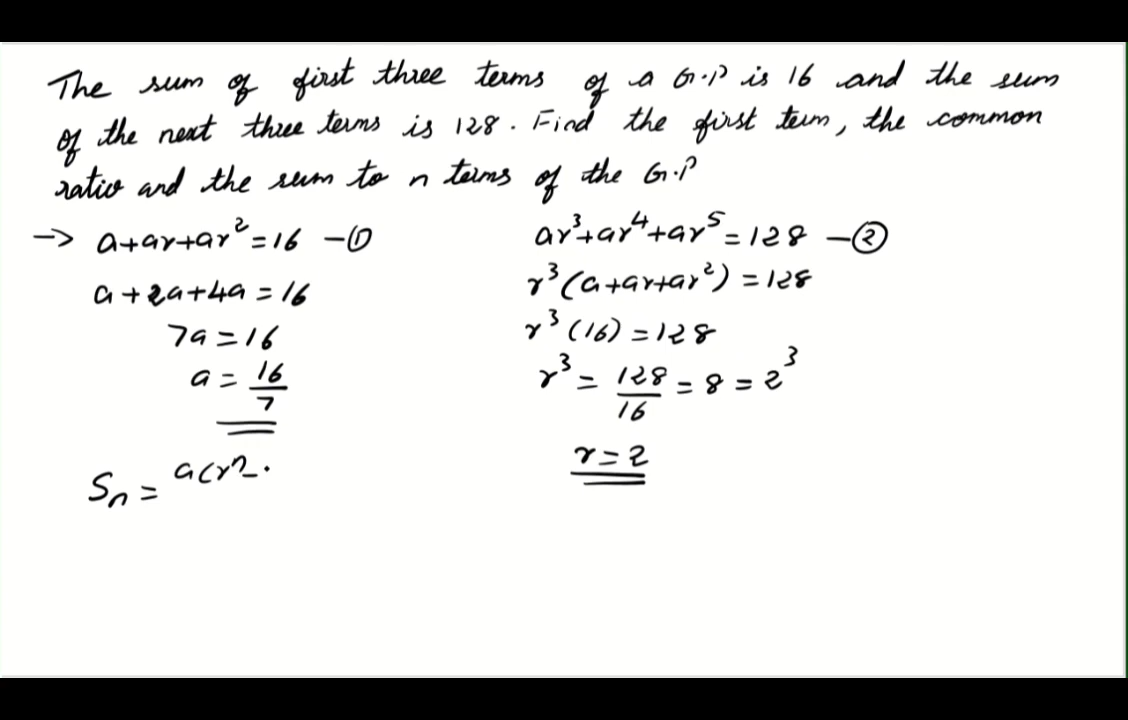 The sum of first three terms of a G.P is 16 and the sum
of the next three terms is 128. Find the first term, the common
ratio and the sum to n terms of the G.P
-> a+ar+ar²=16 -①
a+2a+4a=16
7a=16
a=16/7
Sn=a(rⁿ-
ar³+ar⁴+ar⁵=128 -②
r³(a+ar+ar²)=128
r³(16)=128
r³=128/16=8=2³
r=2